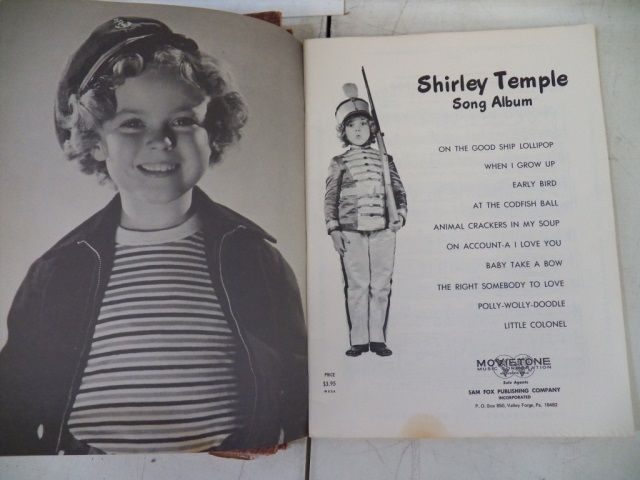 Shirley Temple
Song Album
ON THE GOOD SHIP LOLLIPOP
WHEN I GROW UP
EARLY BIRD
AT THE CODFISH BALL
ANIMAL CRACKERS IN MY SOUP
ON ACCOUNT-A I LOVE YOU
BABY TAKE A BOW
THE RIGHT SOMEBODY TO LOVE
POLLY-WOLLY-DOODLE
LITTLE COLONEL
PRICE
$3.95
IN U.S.A.
MOVIETONE
MUSIC CORPORATION
Sole Agents
SAM FOX PUBLISHING COMPANY
INCORPORATED
P. O. Box 850, Valley Forge, Pa. 19482